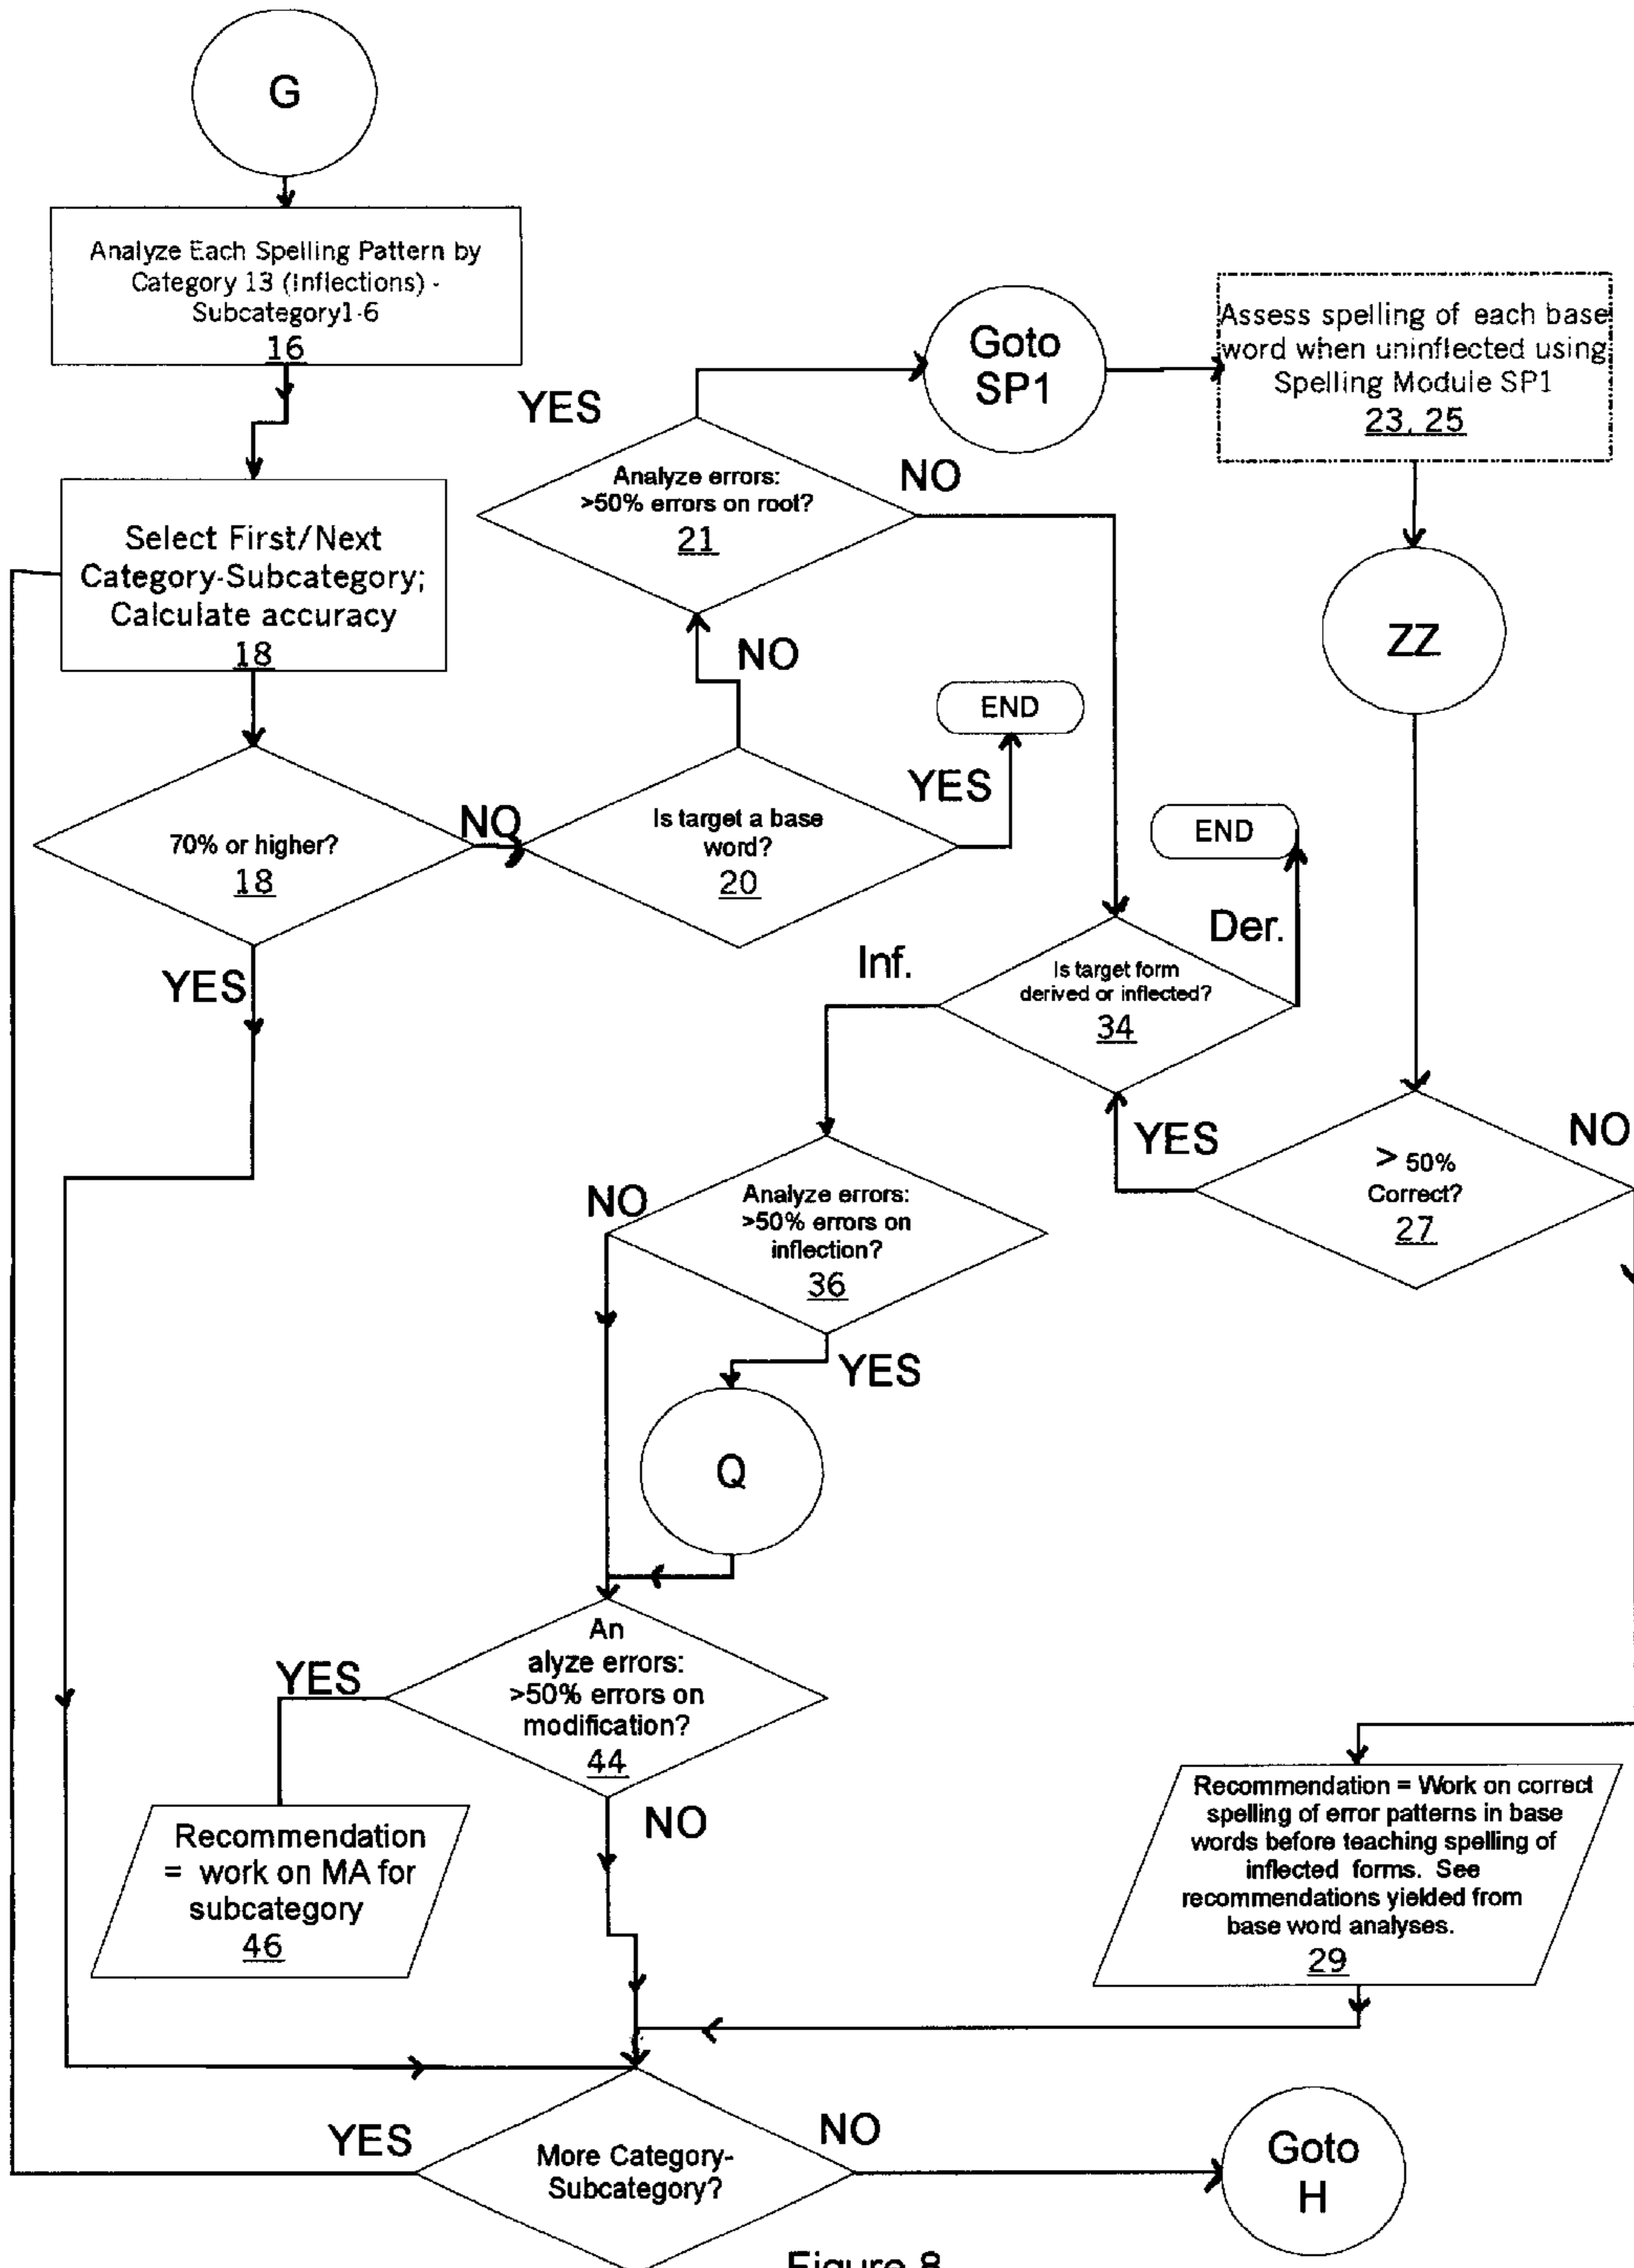 G
Analyze Each Spelling Pattern by
Category 13 (Inflections) -
Subcategory1-6
16
Select First/Next
Category-Subcategory;
Calculate accuracy
18
70% or higher?
18
YES
NO
Is target a base
word?
20
YES
END
NO
Analyze errors:
>50% errors on root?
21
YES
NO
Goto
SP1
Assess spelling of each base
word when uninflected using
Spelling Module SP1
23, 25
ZZ
> 50%
Correct?
27
YES
NO
Is target form
derived or inflected?
34
Der.
END
Inf.
Analyze errors:
>50% errors on
inflection?
36
NO
YES
Q
An
alyze errors:
>50% errors on
modification?
44
YES
NO
Recommendation
= work on MA for
subcategory
46
Recommendation = Work on correct
spelling of error patterns in base
words before teaching spelling of
inflected forms. See
recommendations yielded from
base word analyses.
29
More Category-
Subcategory?
YES
NO
Goto
H
Figure 8